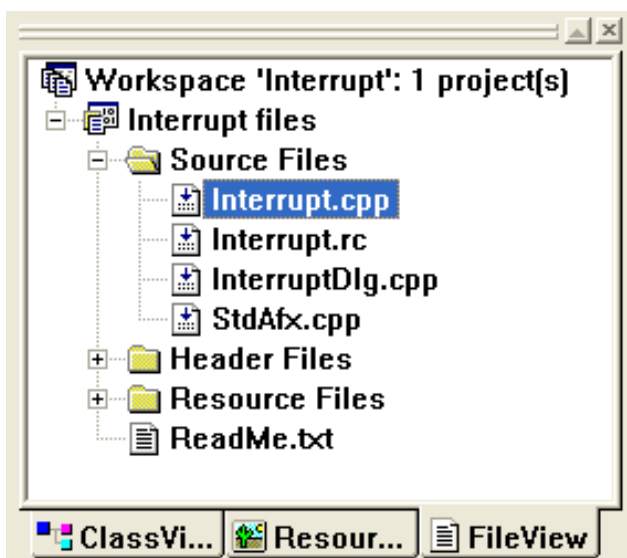 Workspace 'Interrupt': 1 project(s)
Interrupt files
Source Files
Interrupt.cpp
Interrupt.rc
InterruptDlg.cpp
StdAfx.cpp
Header Files
Resource Files
ReadMe.txt
ClassVi... Resour... FileView